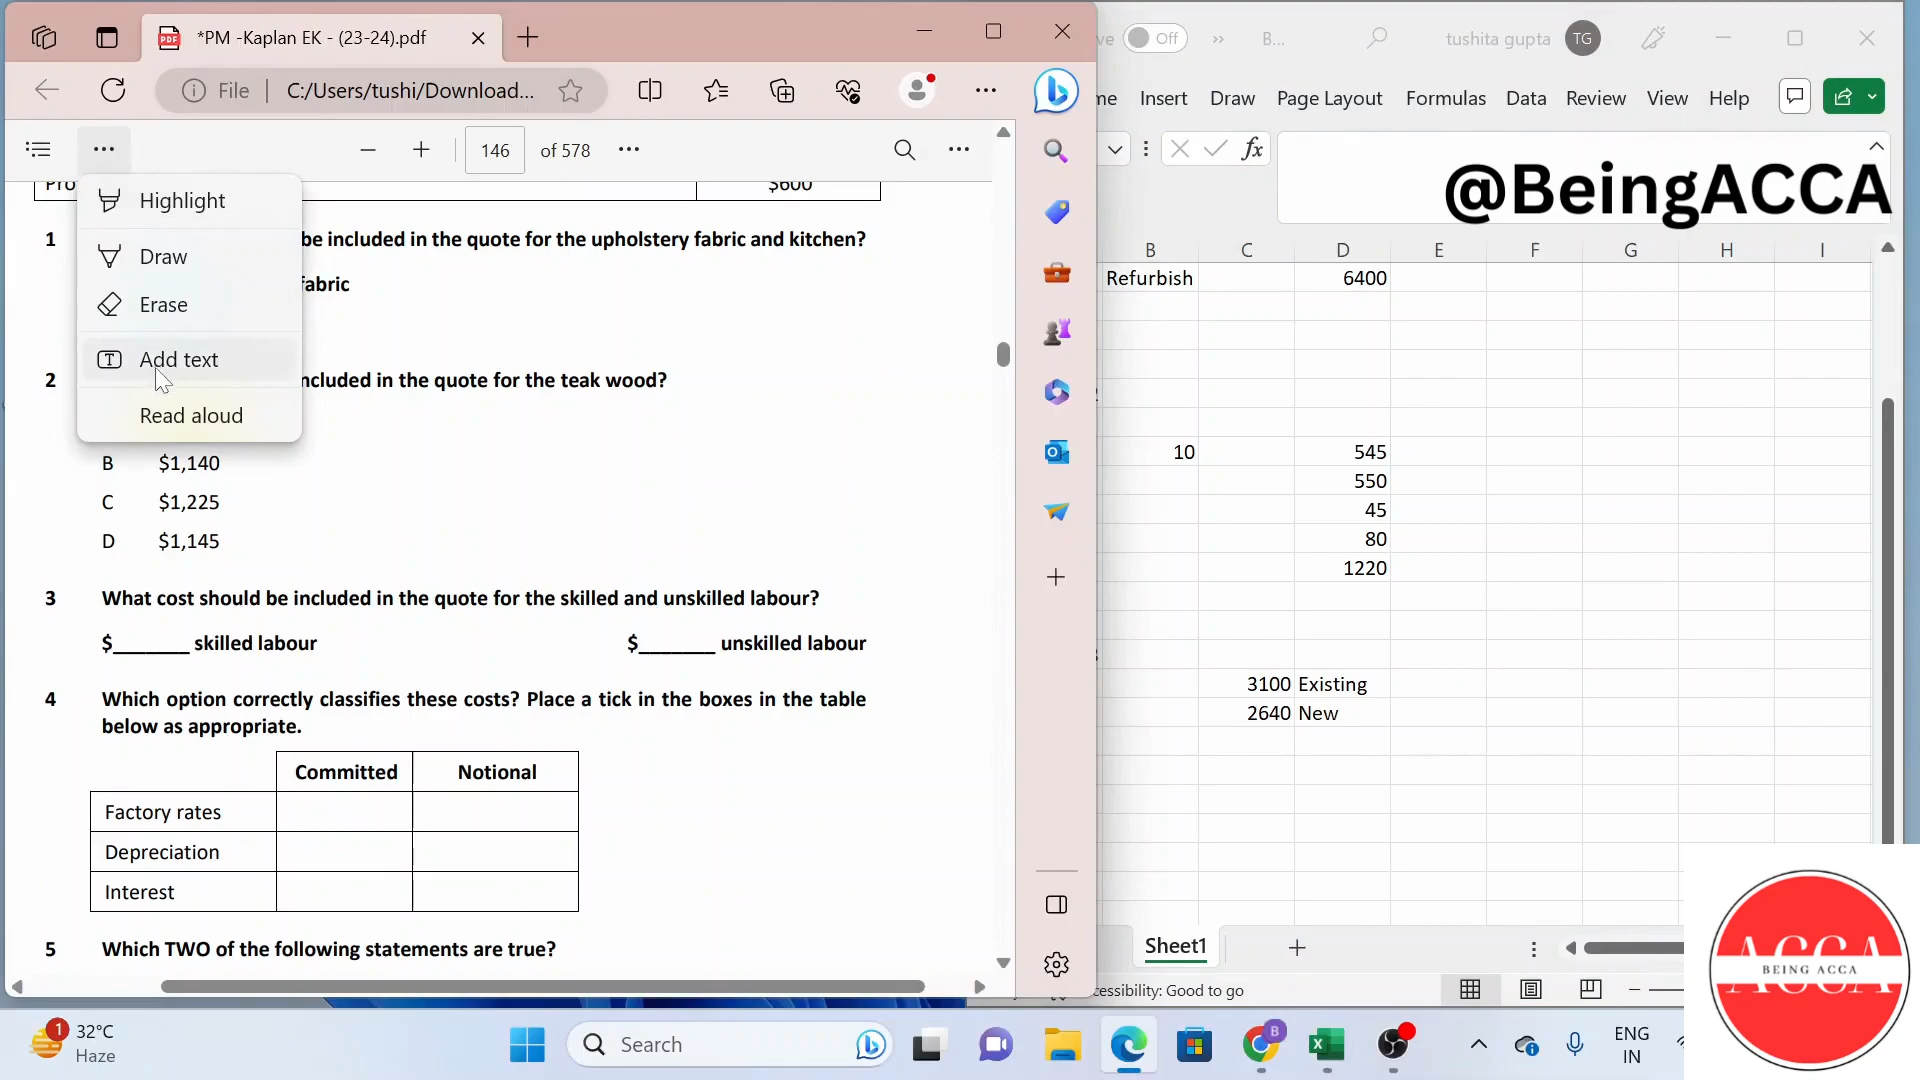 *PM -Kaplan EK - (23-24).pdf
Off
B...
tushita gupta
TG
File
C:/Users/tushi/Download...
Insert
Draw
Page Layout
Formulas
Data
Review
View
Help
146
of 578
fx
@BeingACCA
Highlight
Draw
Erase
Add text
Read aloud
$600
1 be included in the quote for the upholstery fabric and kitchen?
fabric
2 included in the quote for the teak wood?
B $1,140
C $1,225
D $1,145
3 What cost should be included in the quote for the skilled and unskilled labour?
$_______ skilled labour $_______ unskilled labour
4 Which option correctly classifies these costs? Place a tick in the boxes in the table
below as appropriate.
Committed Notional
Factory rates
Depreciation
Interest
5 Which TWO of the following statements are true?
B C D E F G H I
Refurbish 6400
10 545
550
45
80
1220
3100 Existing
2640 New
Sheet1
cessibility: Good to go
ACCA
BEING ACCA
1
32°C
Haze
Search
B
ENG
IN